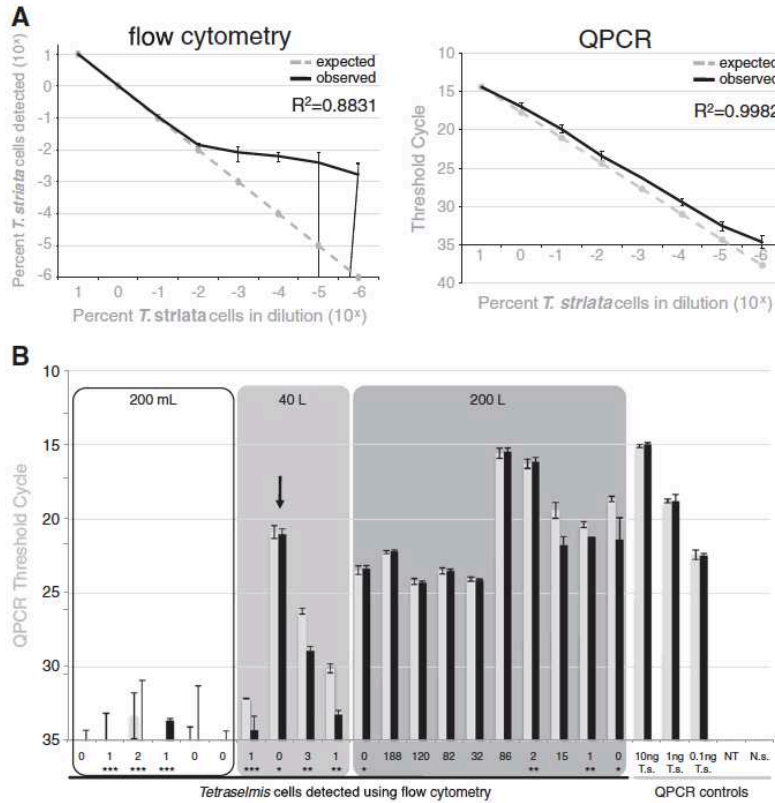 A
flow cytometry
Percent T. striata cells detected (10ˣ)
1
0
-1
-2
-3
-4
-5
-6
expected
observed
R²=0.8831
1 0 -1 -2 -3 -4 -5 -6
Percent T. striata cells in dilution (10ˣ)
QPCR
Threshold Cycle
10
15
20
25
30
35
40
expected
observed
R²=0.9982
1 0 -1 -2 -3 -4 -5 -6
Percent T. striata cells in dilution (10ˣ)
B
QPCR Threshold Cycle
10
15
20
25
30
35
200 mL
40 L
200 L
0 1 2 1 0 0 1 0 3 1 0 188 120 82 32 86 2 15 1 0 10ng 1ng 0.1ng NT N.s.
*** *** *** *** * ** ** * ** ** * T.s. T.s. T.s.
Tetraselmis cells detected using flow cytometry
QPCR controls